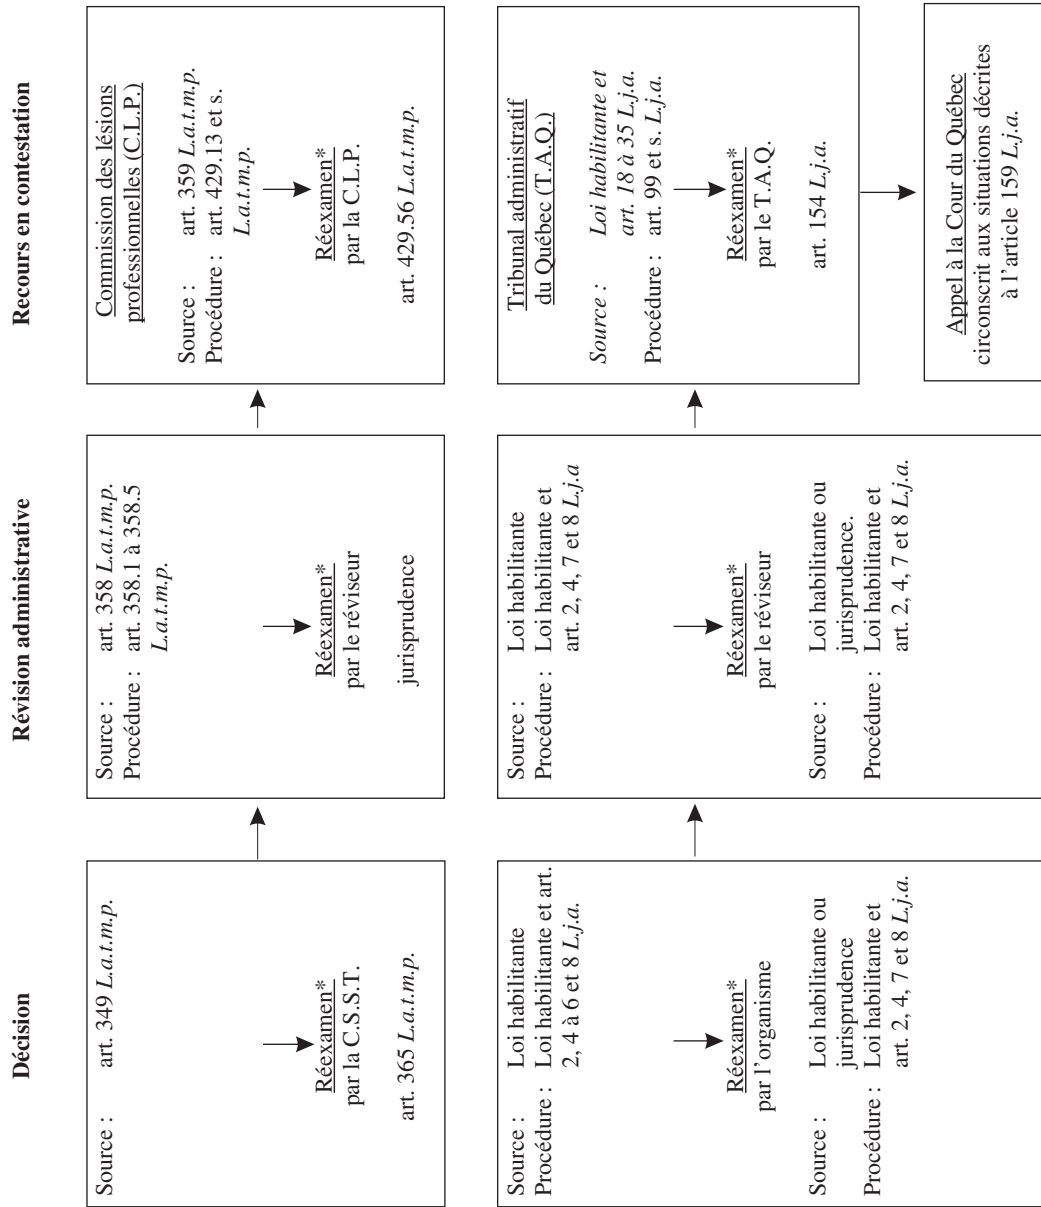 Décision
Révision administrative
Recours en contestation
Source : art. 349 L.a.t.m.p.
Réexamen*
par la C.S.S.T.
art. 365 L.a.t.m.p.
Source : art. 358 L.a.t.m.p.
Procédure : art. 358.1 à 358.5
L.a.t.m.p.
Réexamen*
par le réviseur
jurisprudence
Commission des lésions
professionnelles (C.L.P.)
Source : art. 359 L.a.t.m.p.
Procédure : art. 429.13 et s.
L.a.t.m.p.
Réexamen*
par la C.L.P.
art. 429.56 L.a.t.m.p.
Source : Loi habilitante
Procédure : Loi habilitante et art.
2, 4 à 6 et 8 L.j.a.
Réexamen*
par l'organisme
Source : Loi habilitante ou
jurisprudence
Procédure : Loi habilitante et
art. 2, 4, 7 et 8 L.j.a.
Source : Loi habilitante
Procédure : Loi habilitante et
art. 2, 4, 7 et 8 L.j.a
Réexamen*
par le réviseur
Source : Loi habilitante ou
jurisprudence.
Procédure : Loi habilitante et
art. 2, 4, 7 et 8 L.j.a.
Tribunal administratif
du Québec (T.A.Q.)
Source : Loi habilitante et
art. 18 à 35 L.j.a.
Procédure : art. 99 et s. L.j.a.
Réexamen*
par le T.A.Q.
art. 154 L.j.a.
Appel à la Cour du Québec
circonscrit aux situations décrites
à l'article 159 L.j.a.